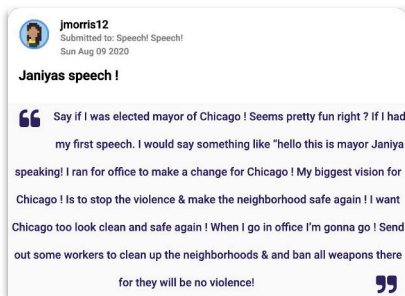 jmorris12
Submitted to: Speech! Speech!
Sun Aug 09 2020
Janiyas speech !
Say if I was elected mayor of Chicago ! Seems pretty fun right ? If I had
my first speech. I would say something like “hello this is mayor Janiya
speaking! I ran for office to make a change for Chicago ! My biggest vision for
Chicago ! Is to stop the violence & make the neighborhood safe again ! I want
Chicago too look clean and safe again ! When I go in office I’m gonna go ! Send
out some workers to clean up the neighborhoods & and ban all weapons there
for they will be no violence!